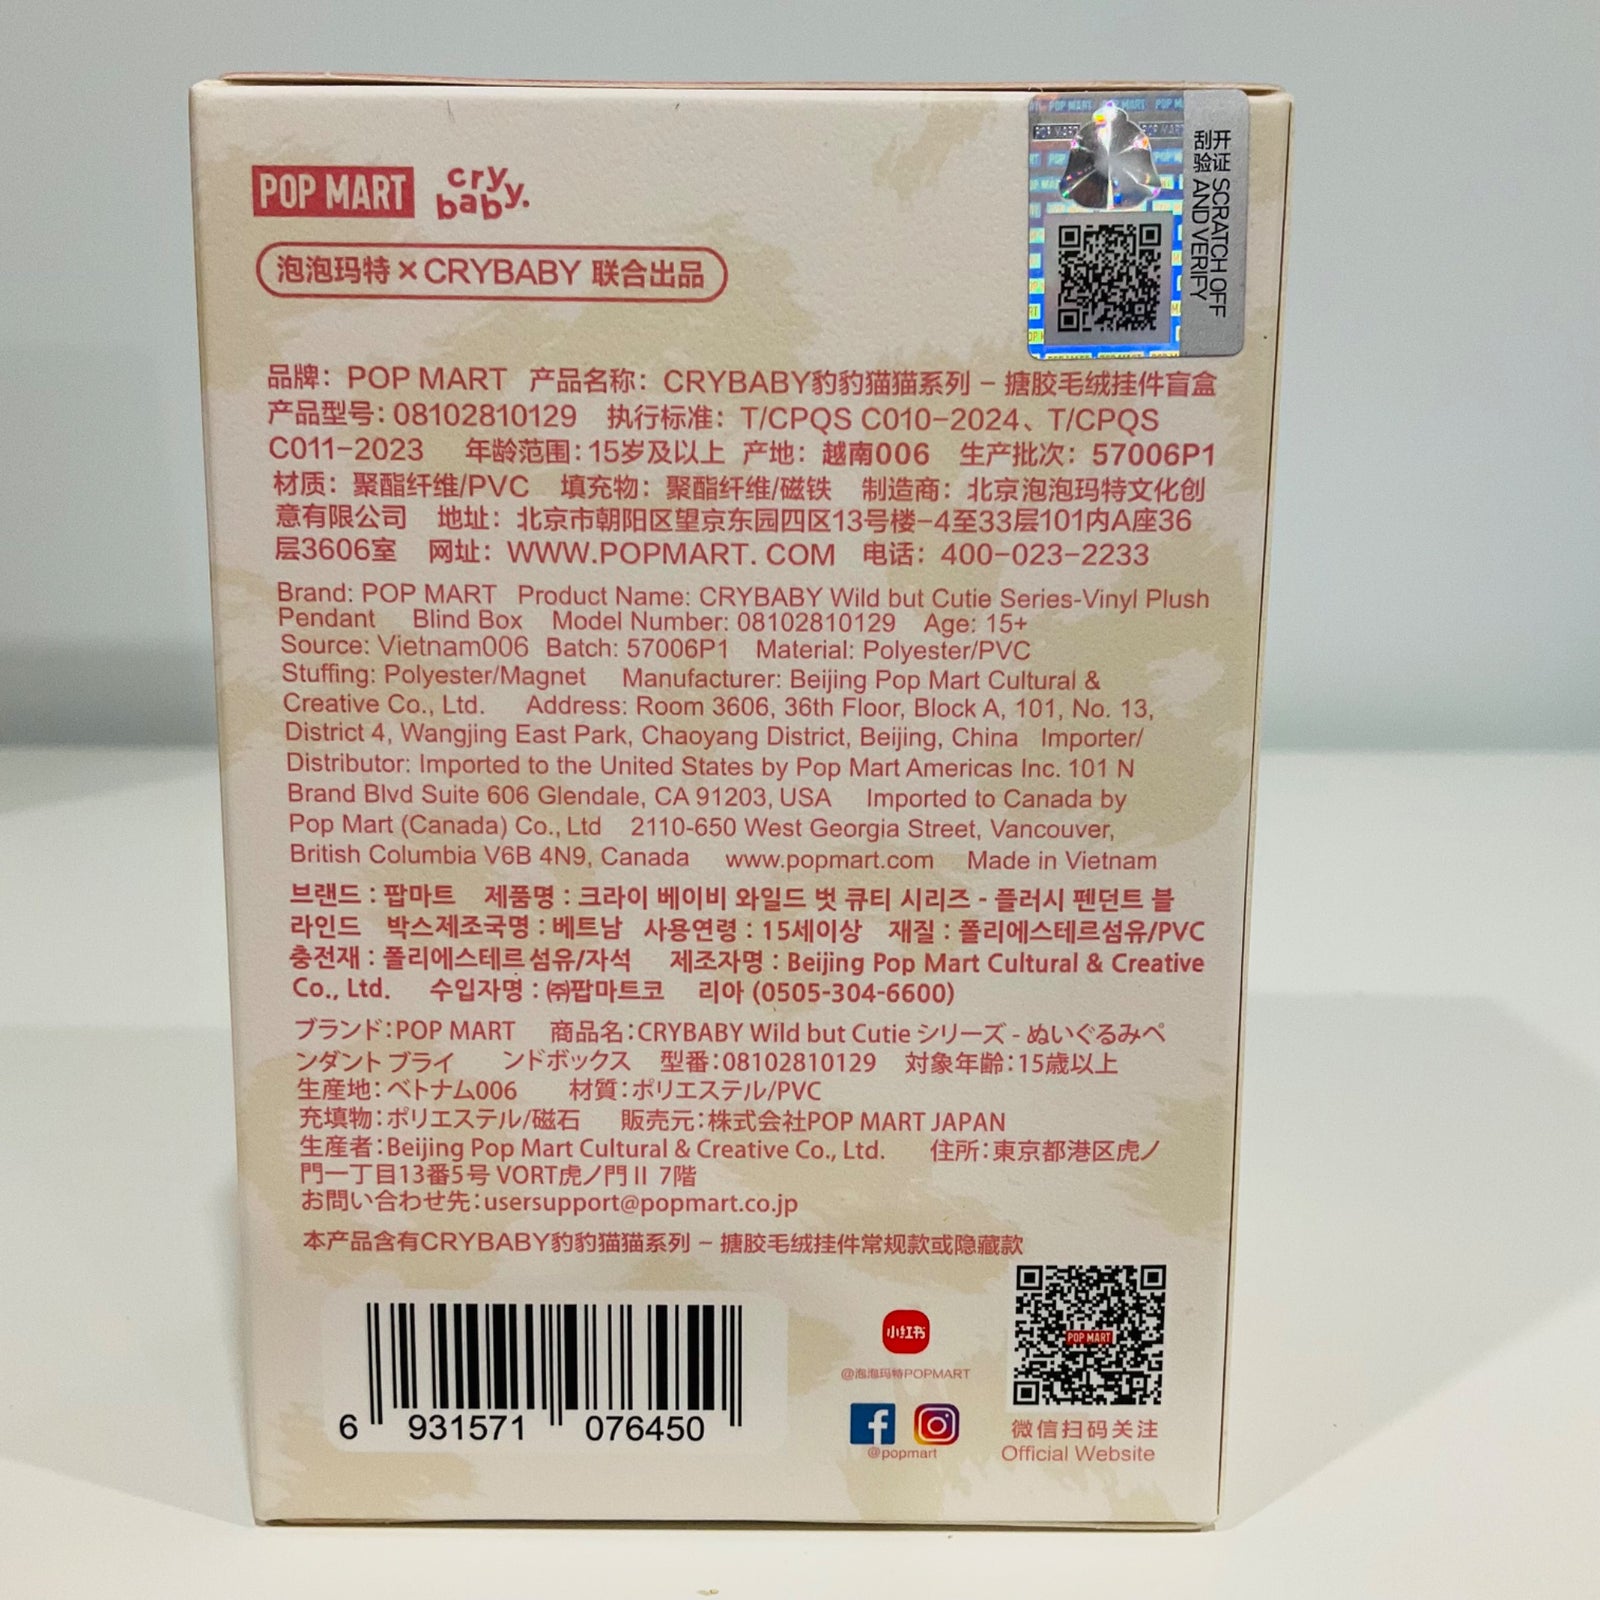 POP MART cry baby.
泡泡玛特×CRYBABY 联合出品
刮开验证 SCRATCH OFF AND VERIFY
品牌：POP MART 产品名称：CRYBABY豹豹猫猫系列 – 搪胶毛绒挂件盲盒
产品型号：08102810129 执行标准：T/CPQS C010-2024、T/CPQS
C011-2023 年龄范围：15岁及以上 产地：越南006 生产批次：57006P1
材质：聚酯纤维/PVC 填充物：聚酯纤维/磁铁 制造商：北京泡泡玛特文化创
意有限公司 地址：北京市朝阳区望京东园四区13号楼-4至33层101内A座36
层3606室 网址：WWW.POPMART. COM 电话：400-023-2233
Brand: POP MART Product Name: CRYBABY Wild but Cutie Series-Vinyl Plush
Pendant Blind Box Model Number: 08102810129 Age: 15+
Source: Vietnam006 Batch: 57006P1 Material: Polyester/PVC
Stuffing: Polyester/Magnet Manufacturer: Beijing Pop Mart Cultural &
Creative Co., Ltd. Address: Room 3606, 36th Floor, Block A, 101, No. 13,
District 4, Wangjing East Park, Chaoyang District, Beijing, China Importer/
Distributor: Imported to the United States by Pop Mart Americas Inc. 101 N
Brand Blvd Suite 606 Glendale, CA 91203, USA Imported to Canada by
Pop Mart (Canada) Co., Ltd 2110-650 West Georgia Street, Vancouver,
British Columbia V6B 4N9, Canada www.popmart.com Made in Vietnam
브랜드 : 팝마트 제품명 : 크라이 베이비 와일드 벗 큐티 시리즈 - 플러시 펜던트 블
라인드 박스제조국명 : 베트남 사용연령 : 15세이상 재질 : 폴리에스테르섬유/PVC
충전재 : 폴리에스테르섬유/자석 제조자명 : Beijing Pop Mart Cultural & Creative
Co., Ltd. 수입자명 : ㈜팝마트코 리아 (0505-304-6600)
ブランド：POP MART 商品名：CRYBABY Wild but Cutie シリーズ - ぬいぐるみペ
ンダント ブライ ンドボックス 型番：08102810129 対象年齢：15歳以上
生産地：ベトナム006 材質：ポリエステル/PVC
充填物：ポリエステル/磁石 販売元：株式会社POP MART JAPAN
生産者：Beijing Pop Mart Cultural & Creative Co., Ltd. 住所：東京都港区虎ノ
門一丁目13番5号 VORT虎ノ門Ⅱ 7階
お問い合わせ先：usersupport@popmart.co.jp
本产品含有CRYBABY豹豹猫猫系列 – 搪胶毛绒挂件常规款或隐藏款
6 931571 076450
小红书
@泡泡玛特POPMART
@popmart
POP MART
微信扫码关注
Official Website